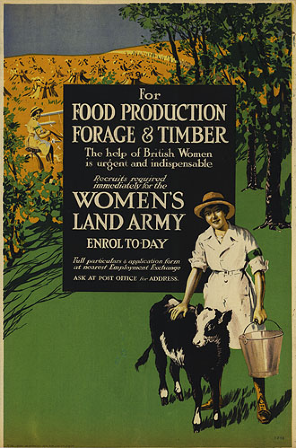 For
FOOD PRODUCTION
FORAGE & TIMBER
The help of British Women
is urgent and indispensable
Recruits required
immediately for the
WOMEN'S
LAND ARMY
ENROL TO-DAY
Full particulars & application form
at nearest Employment Exchange
ASK AT POST OFFICE for ADDRESS.